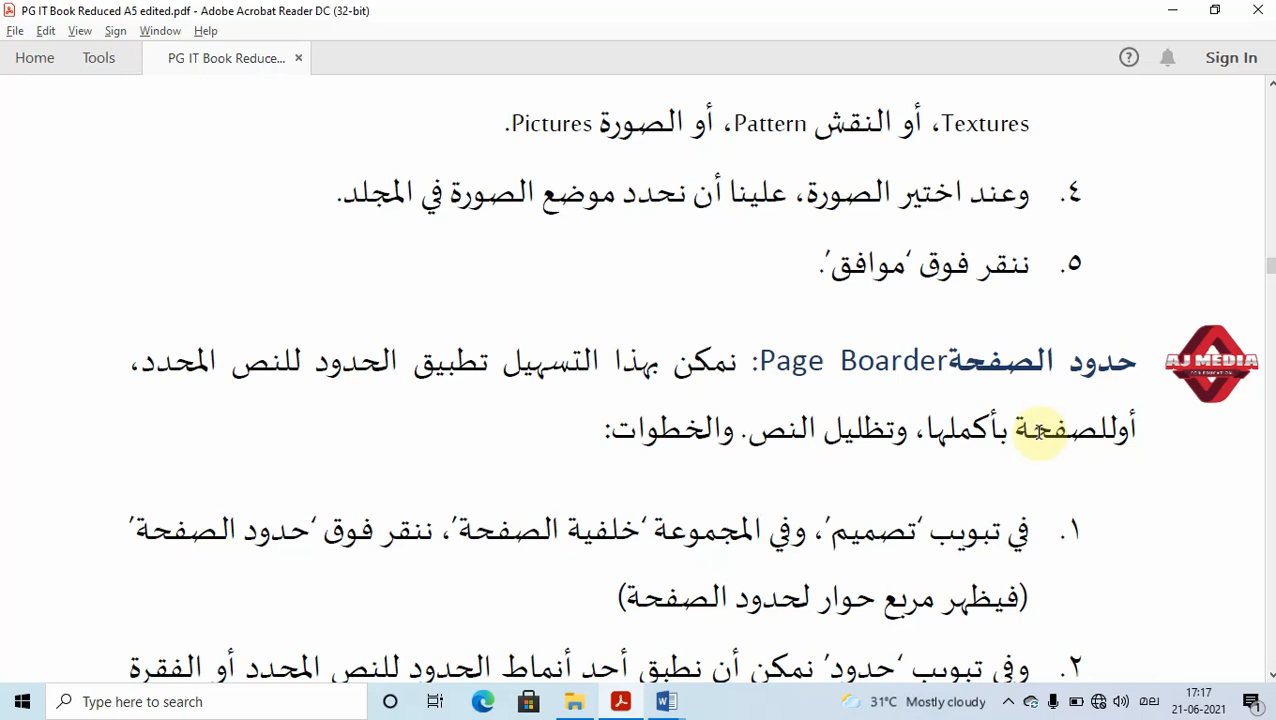 PG IT Book Reduced A5 edited.pdf - Adobe Acrobat Reader DC (32-bit)
File Edit View Sign Window Help
Home Tools PG IT Book Reduce... × Sign In
Textures، أو النقش Pattern، أو الصورة Pictures.
٤. وعند اختير الصورة، علينا أن نحدد موضع الصورة في المجلد.
٥. ننقر فوق ‘موافق’.
حدود الصفحةPage Boarder: نمكن بهذا التسهيل تطبيق الحدود للنص المحدد،
AJ MEDIA
FOR EDUCATION
أوللصفحة بأكملها، وتظليل النص. والخطوات:
١. في تبويب ‘تصميم’، وفي المجموعة ‘خلفية الصفحة’، ننقر فوق ‘حدود الصفحة’
(فيظهر مربع حوار لحدود الصفحة)
٢. وفي تبويب ‘حدود’ نمكن أن نطبق أحد أنماط الحدود للنص المحدد أو الفقرة
Type here to search
31°C Mostly cloudy
17:17
21-06-2021